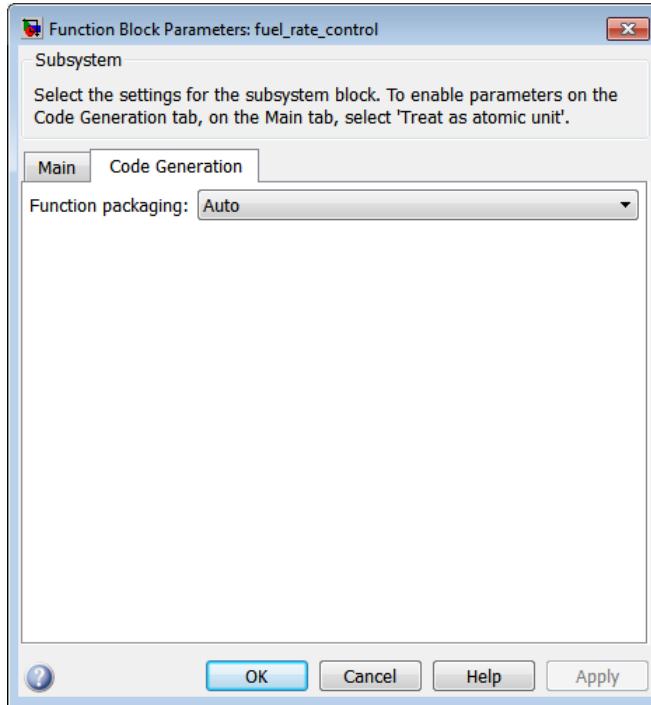 Function Block Parameters: fuel_rate_control
Subsystem
Select the settings for the subsystem block. To enable parameters on the
Code Generation tab, on the Main tab, select 'Treat as atomic unit'.
Main Code Generation
Function packaging: Auto
OK Cancel Help Apply